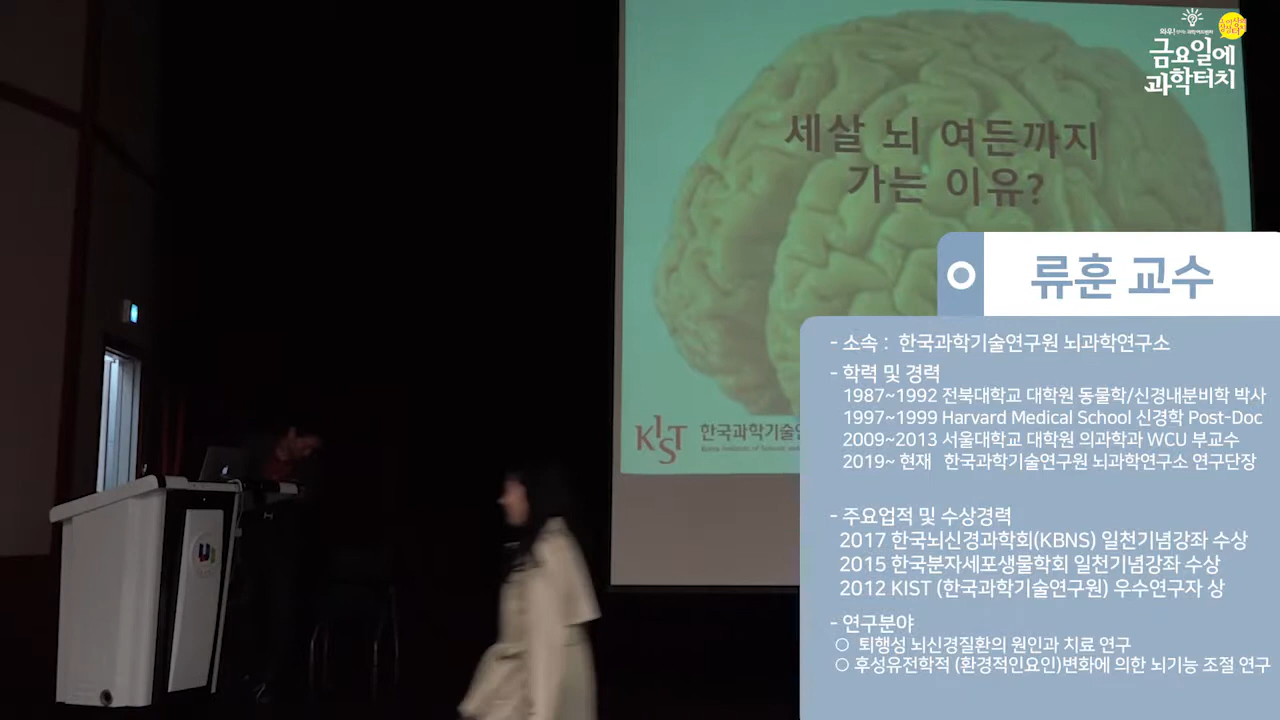 와우!
금요일에
과학터치
세살 뇌 여든까지
가는 이유?
류훈 교수
- 소속 : 한국과학기술연구원 뇌과학연구소
KIST
한국과학기술연
- 학력 및 경력
1987~1992 전북대학교 대학원 동물학/신경내분비학 박사
1997~1999 Harvard Medical School 신경학 Post-Doc
2009~2013 서울대학교 대학원 의과학과 WCU 부교수
2019~ 현재 한국과학기술연구원 뇌과학연구소 연구단장
- 주요업적 및 수상경력
2017 한국뇌신경과학회(KBNS) 일천기념강좌 수상
2015 한국분자세포생물학회 일천기념강좌 수상
2012 KIST (한국과학기술연구원) 우수연구자 상
- 연구분야
○ 퇴행성 뇌신경질환의 원인과 치료 연구
○ 후성유전학적 (환경적인요인)변화에 의한 뇌기능 조절 연구